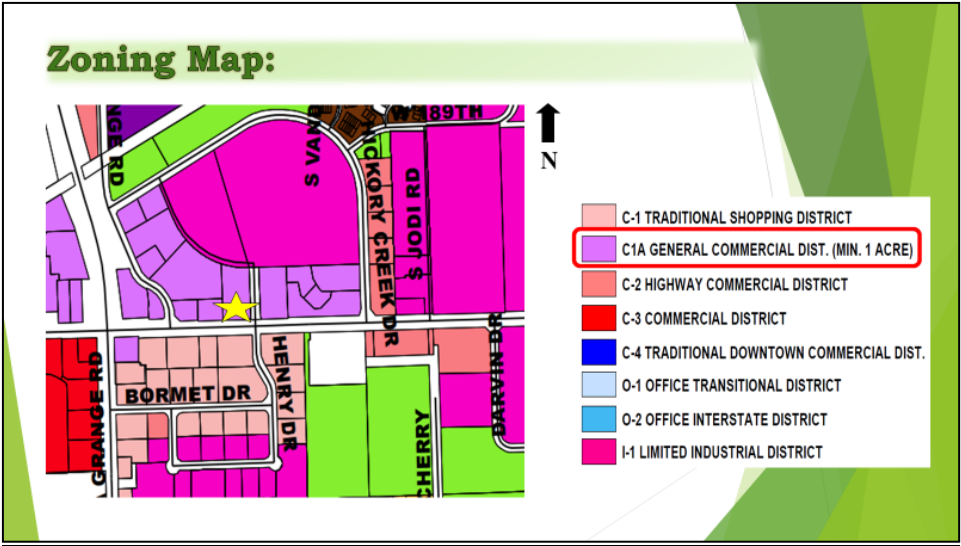 Zoning Map:
NGE RD
S VAN
W 189TH
ICKORY CREEK DR
S JODI RD
N
GRANGE RD
BORMET DR
HENRY DR
CHERRY
DARVIN DR
C-1 TRADITIONAL SHOPPING DISTRICT
C1A GENERAL COMMERCIAL DIST. (MIN. 1 ACRE)
C-2 HIGHWAY COMMERCIAL DISTRICT
C-3 COMMERCIAL DISTRICT
C-4 TRADITIONAL DOWNTOWN COMMERCIAL DIST.
O-1 OFFICE TRANSITIONAL DISTRICT
O-2 OFFICE INTERSTATE DISTRICT
I-1 LIMITED INDUSTRIAL DISTRICT